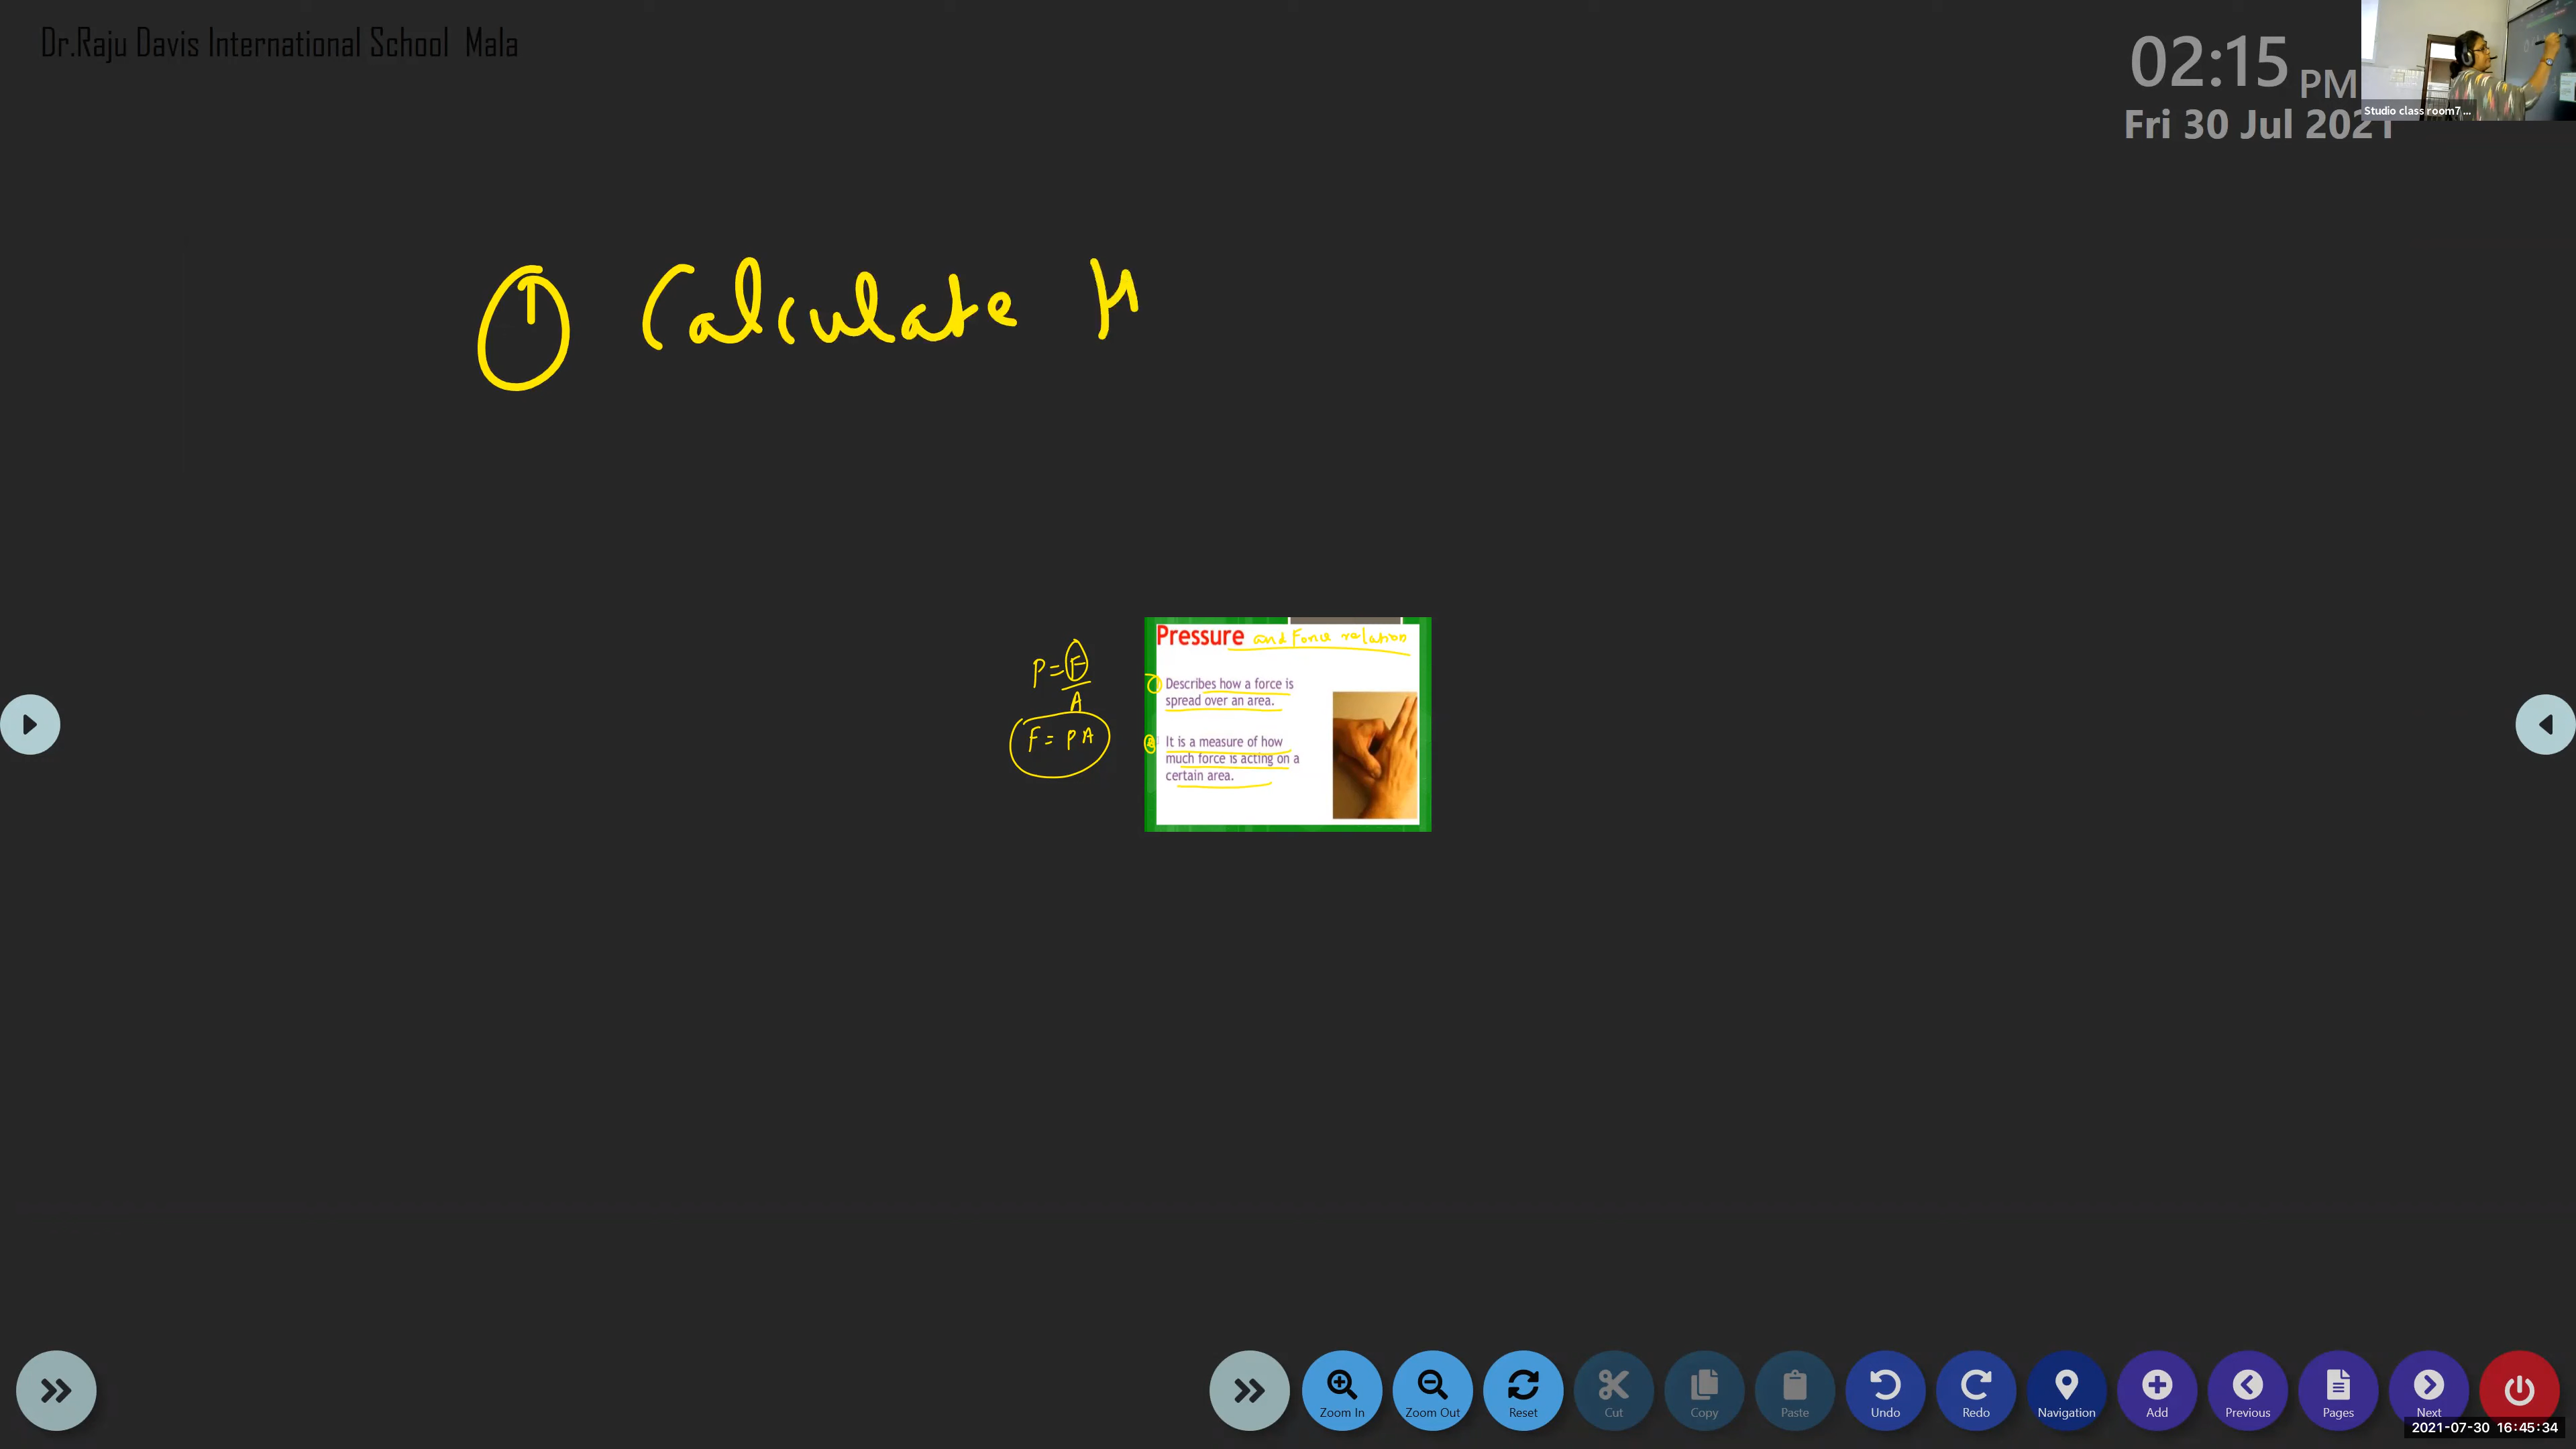 Dr.Raju Davis International School Mala
02:15 PM
Fri 30 Jul 2021
Studio class room7 ...
① Calculate
Pressure and Force relation
P = F
A
F = PA
① Describes how a force is
spread over an area.
② It is a measure of how
much force is acting on a
certain area.
Zoom In
Zoom Out
Reset
Cut
Copy
Paste
Undo
Redo
Navigation
Add
Previous
Pages
Next
2021-07-30 16:45:34